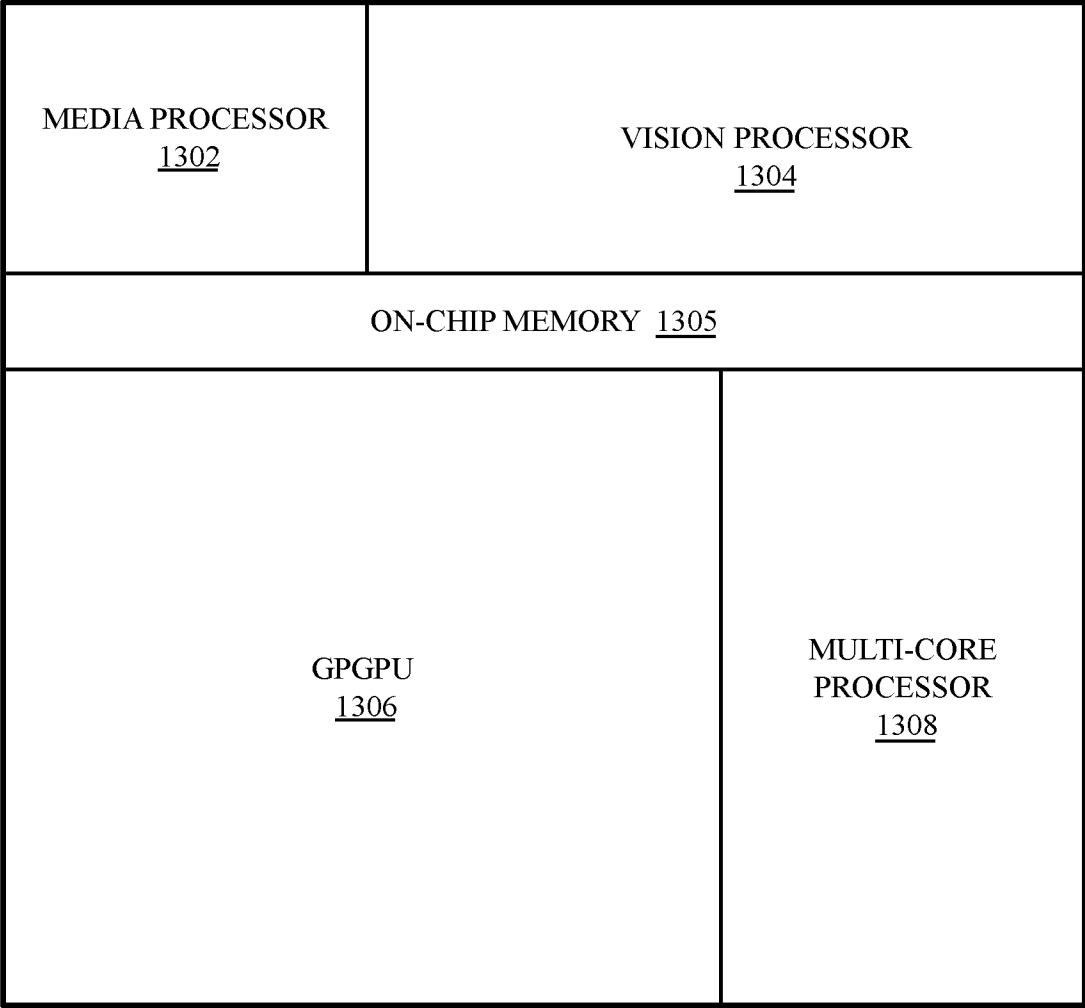 MEDIA PROCESSOR
1302
VISION PROCESSOR
1304
ON-CHIP MEMORY 1305
GPGPU
1306
MULTI-CORE
PROCESSOR
1308